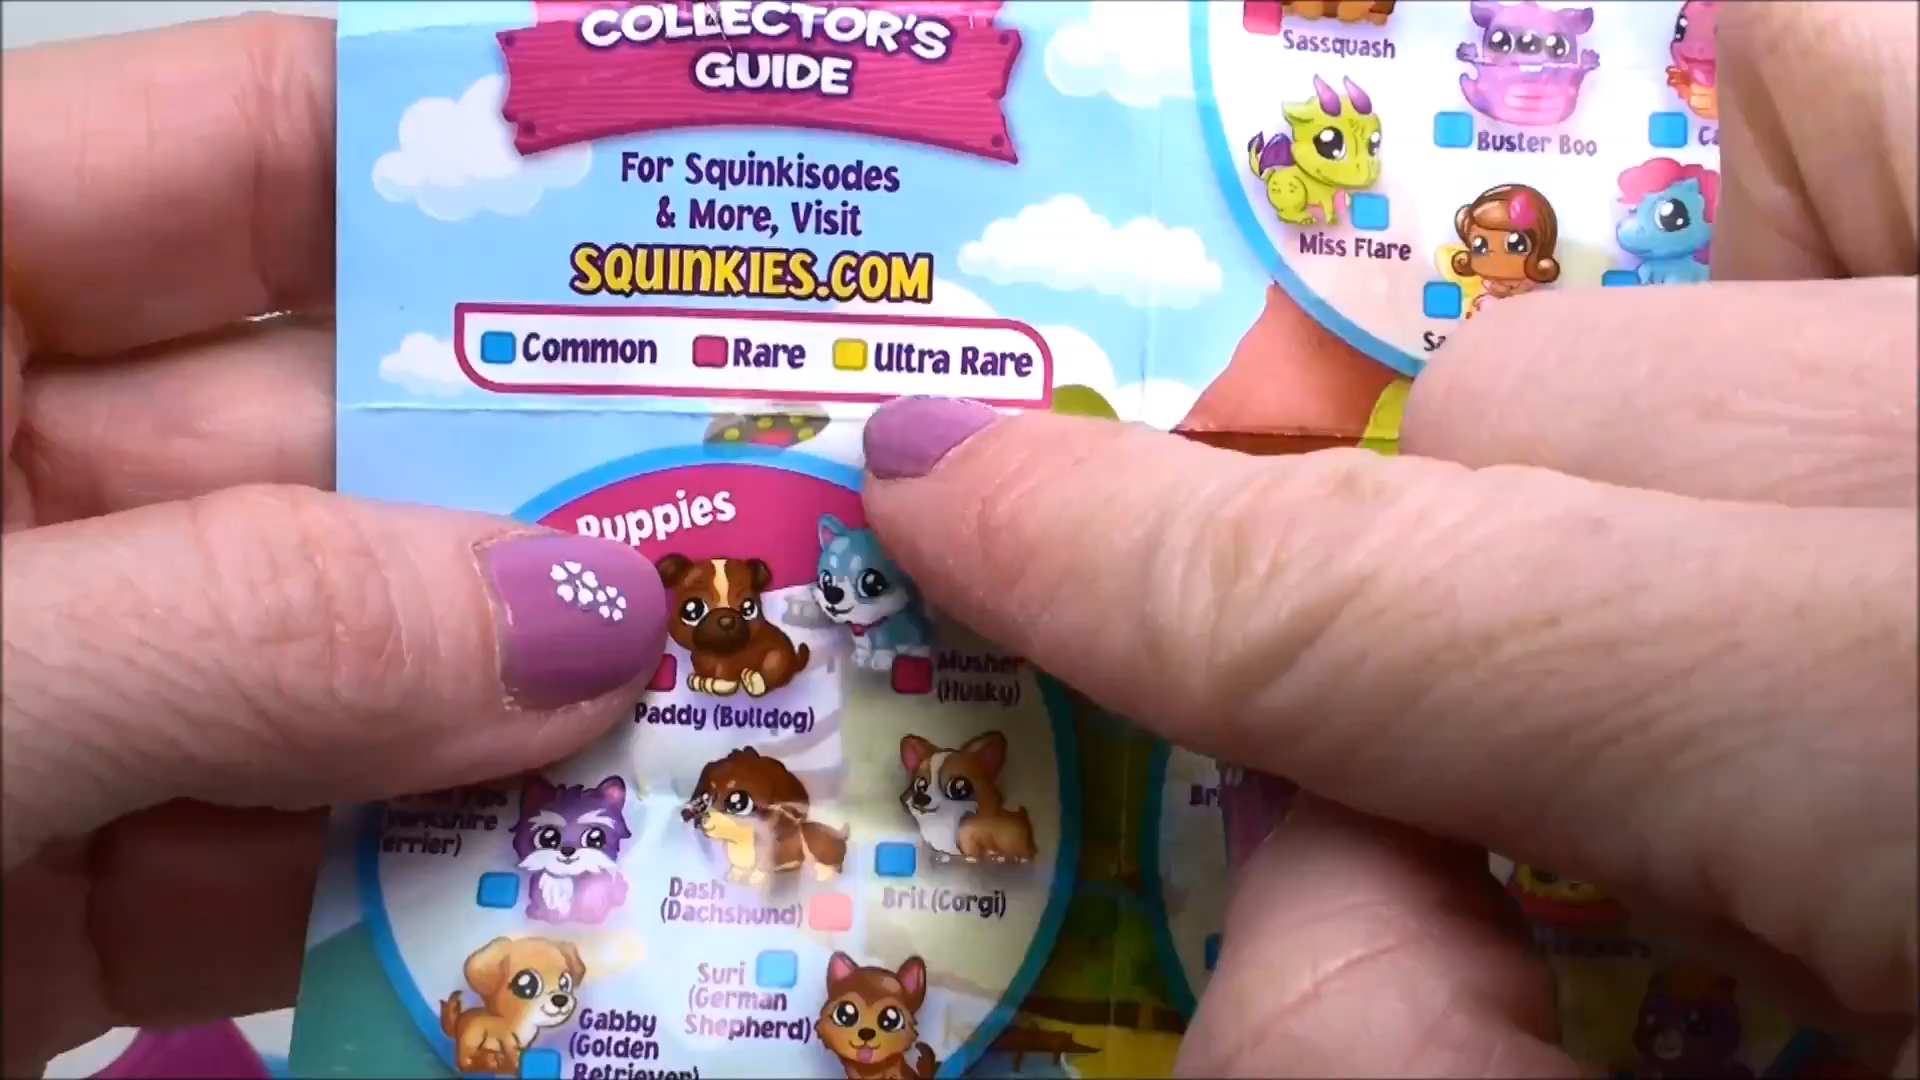 COLLECTOR'S
GUIDE
For Squinkisodes
& More, Visit
SQUINKIES.COM
Common
Rare
Ultra Rare
Sassquash
Buster Boo
Miss Flare
Puppies
Paddy (Bulldog)
Musher
(Husky)
Dash
(Dachshund)
Brit (Corgi)
Suri
(German
Shepherd)
Gabby
(Golden
Retriever)